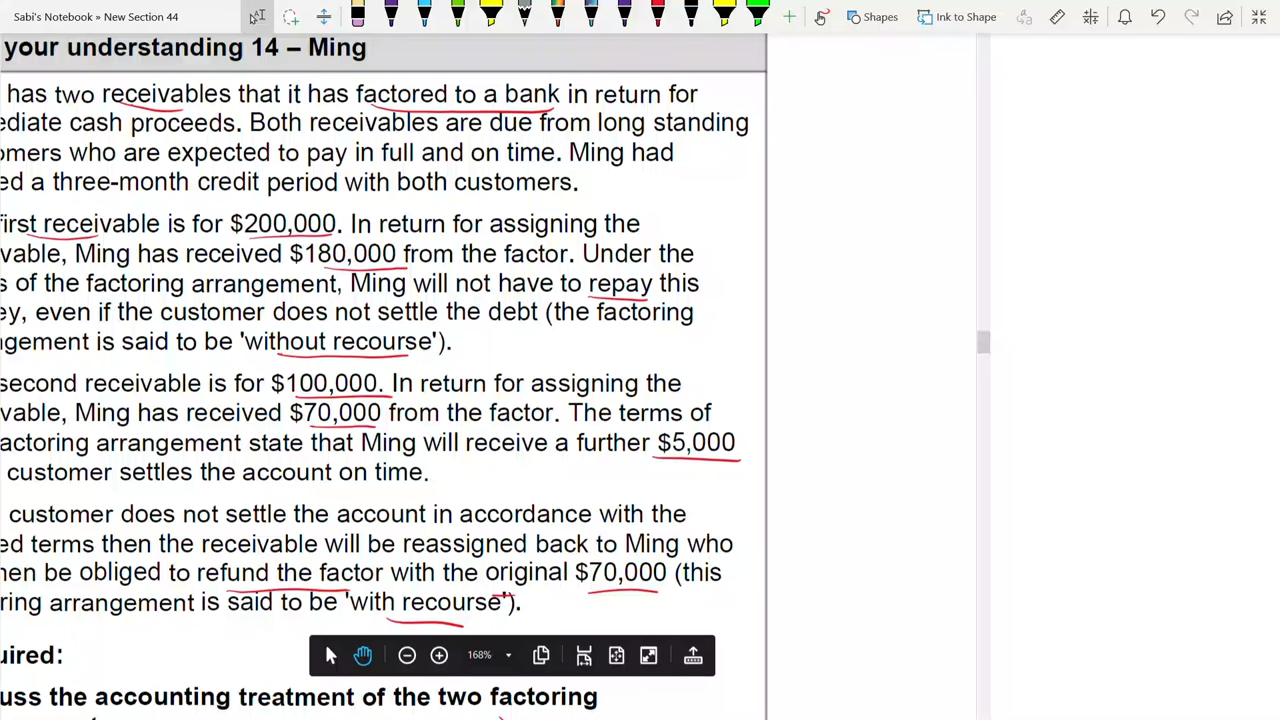 Sabi's Notebook » New Section 44
Shapes
Ink to Shape
your understanding 14 – Ming
has two receivables that it has factored to a bank in return for
ediate cash proceeds. Both receivables are due from long standing
omers who are expected to pay in full and on time. Ming had
ed a three-month credit period with both customers.
first receivable is for $200,000. In return for assigning the
vable, Ming has received $180,000 from the factor. Under the
s of the factoring arrangement, Ming will not have to repay this
ey, even if the customer does not settle the debt (the factoring
ngement is said to be 'without recourse').
second receivable is for $100,000. In return for assigning the
vable, Ming has received $70,000 from the factor. The terms of
actoring arrangement state that Ming will receive a further $5,000
customer settles the account on time.
customer does not settle the account in accordance with the
ed terms then the receivable will be reassigned back to Ming who
hen be obliged to refund the factor with the original $70,000 (this
ring arrangement is said to be 'with recourse').
168%
uired:
uss the accounting treatment of the two factoring